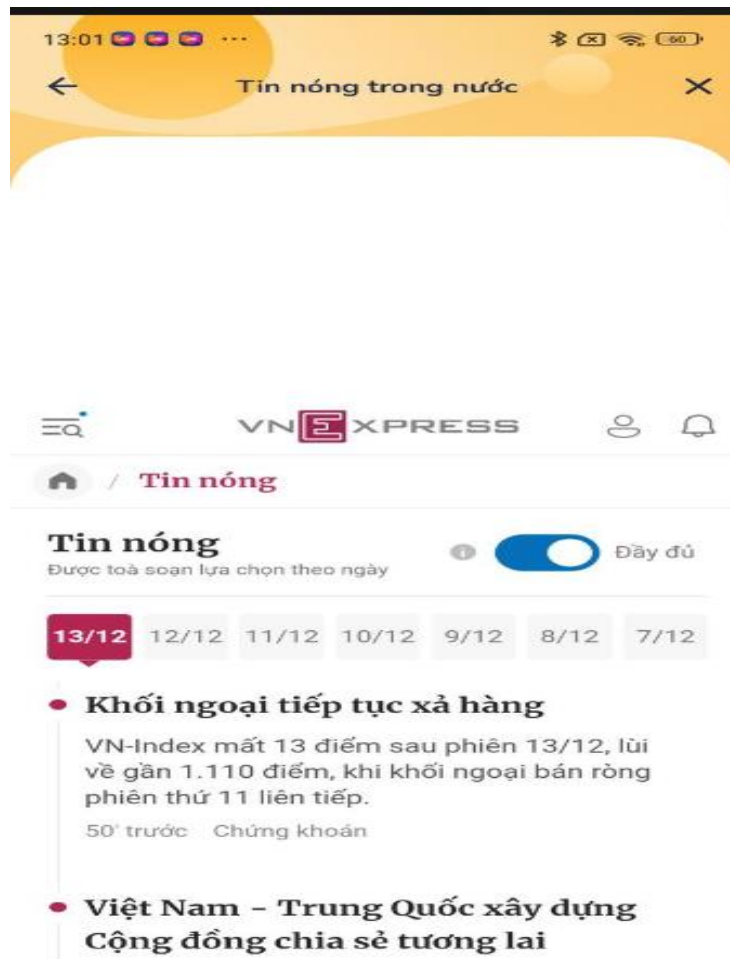 13:01 ...
60
Tin nóng trong nước
VNEXPRESS
/ Tin nóng
Tin nóng
Đầy đủ
Được toà soạn lựa chọn theo ngày
13/12 12/12 11/12 10/12 9/12 8/12 7/12
Khối ngoại tiếp tục xả hàng
VN-Index mất 13 điểm sau phiên 13/12, lùi
về gần 1.110 điểm, khi khối ngoại bán ròng
phiên thứ 11 liên tiếp.
50' trước Chứng khoán
Việt Nam – Trung Quốc xây dựng
Cộng đồng chia sẻ tương lai